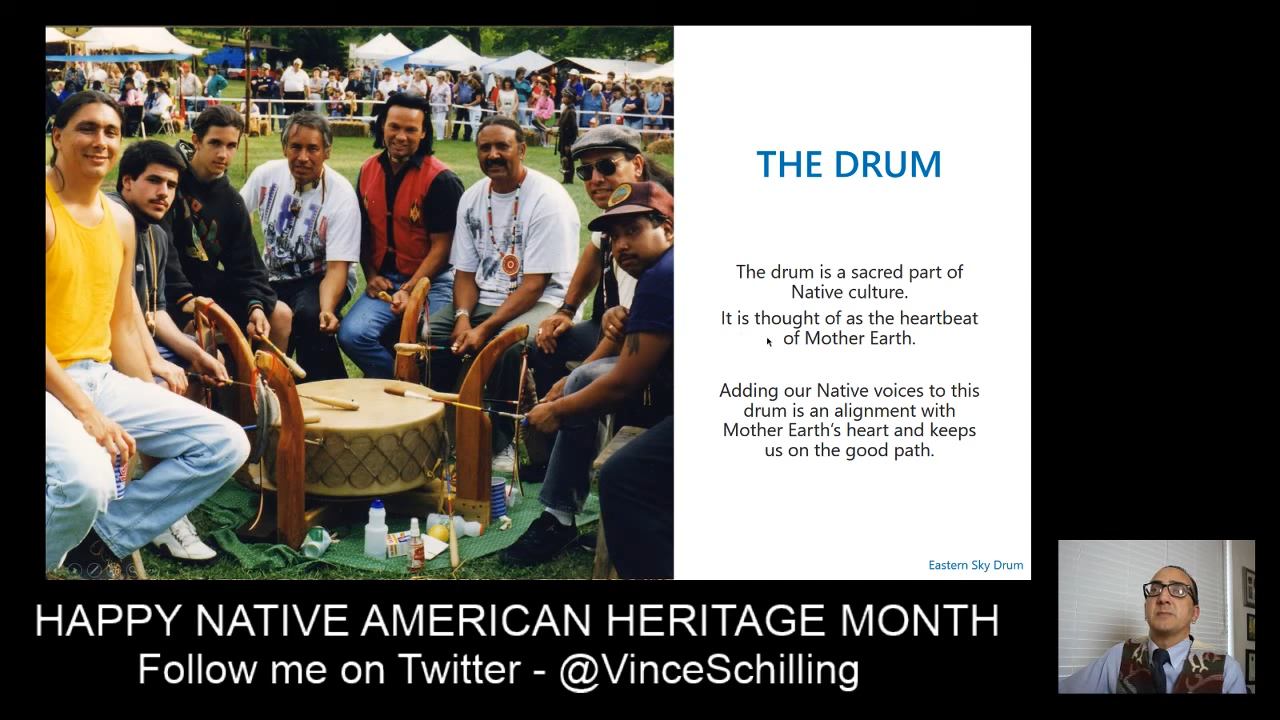 THE DRUM
The drum is a sacred part of
Native culture.
It is thought of as the heartbeat
of Mother Earth.
Adding our Native voices to this
drum is an alignment with
Mother Earth's heart and keeps
us on the good path.
Eastern Sky Drum
HAPPY NATIVE AMERICAN HERITAGE MONTH
Follow me on Twitter - @VinceSchilling